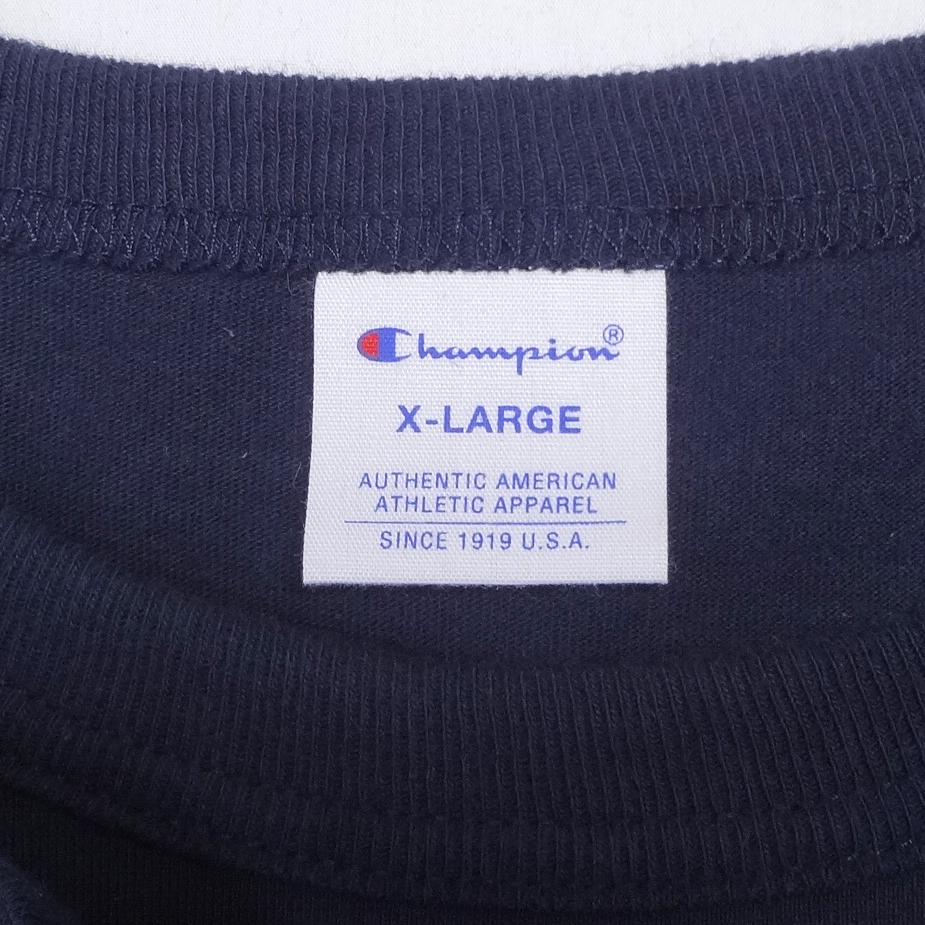 Champion®
X-LARGE
AUTHENTIC AMERICAN
ATHLETIC APPAREL
SINCE 1919 U.S.A.